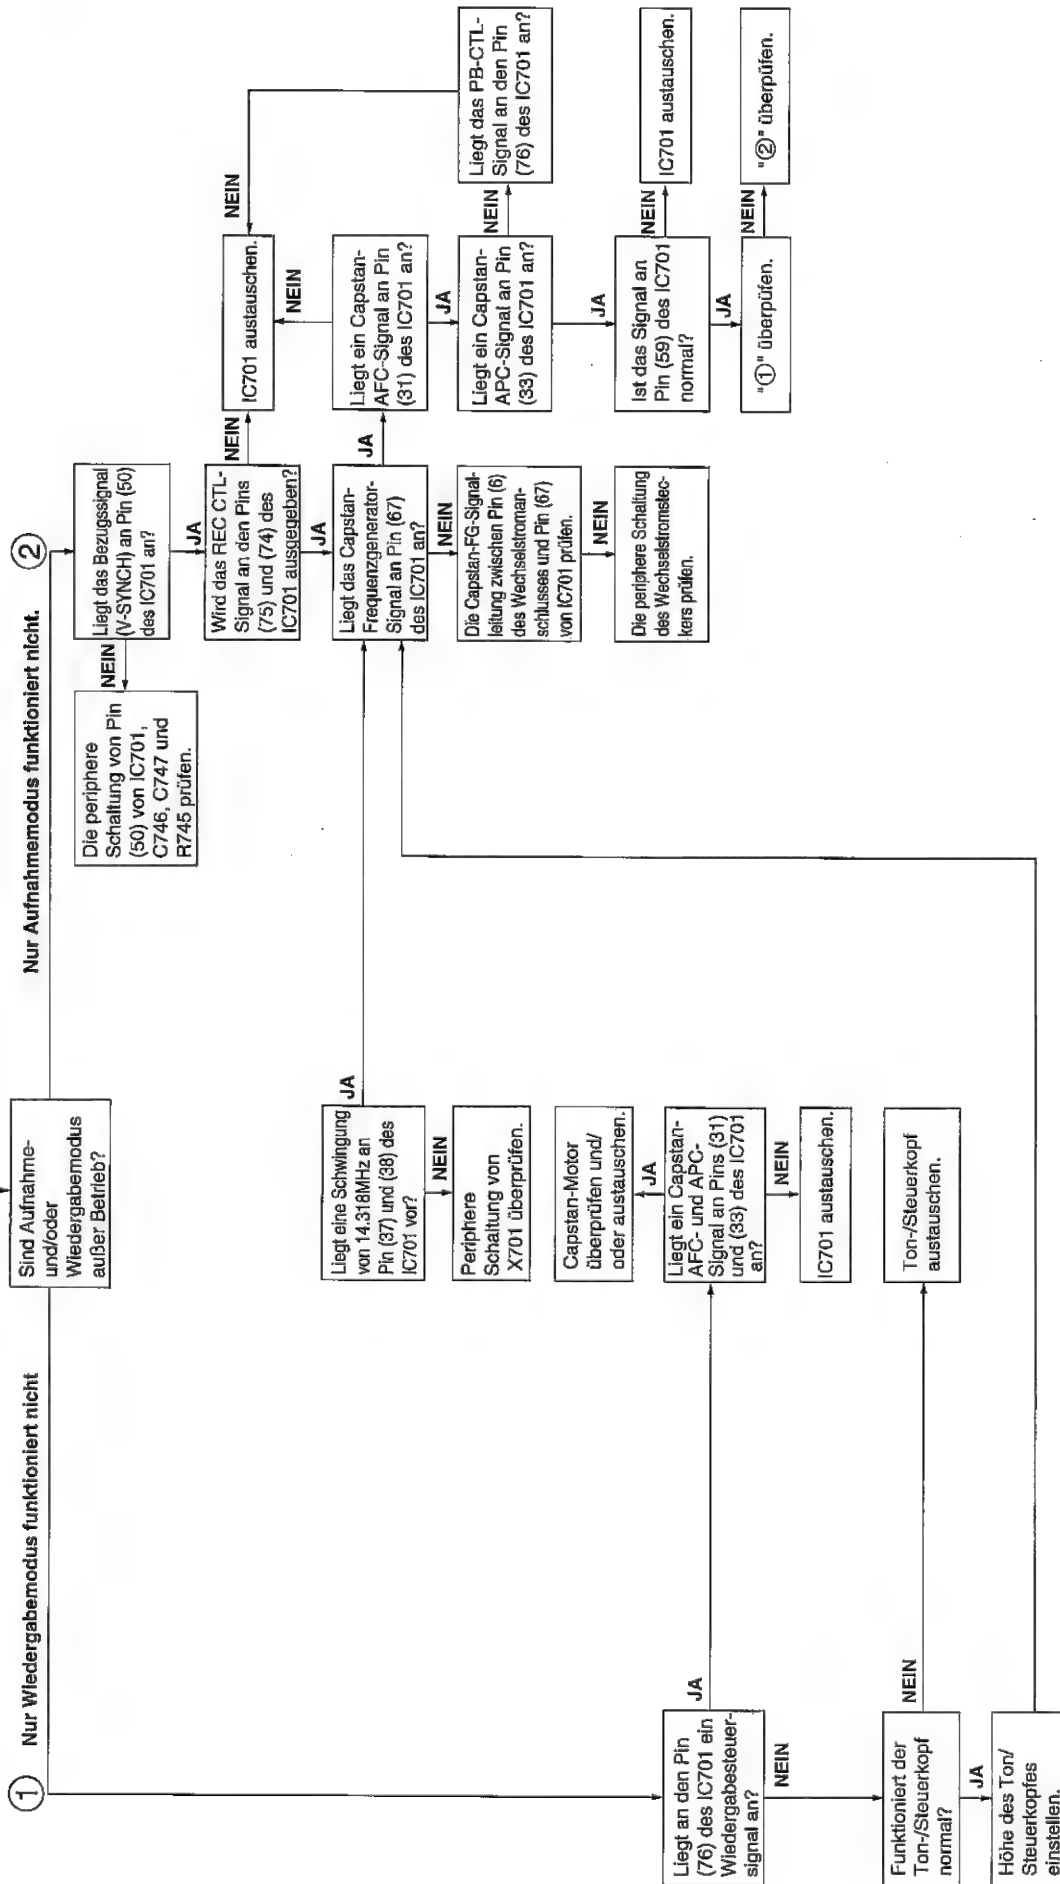 Sind Aufnahme-
und/oder
Wiedergabemodus
außer Betrieb?
①
Nur Wiedergabemodus funktioniert nicht
Nur Aufnahmemodus funktioniert nicht.
②
Liegt an den Pin
(76) des IC701 ein
Wiedergabesteuer-
signal an?
JA
NEIN
Funktioniert der
Ton-/Steuerkopf
normal?
NEIN
JA
Höhe des Ton/
Steuerkopfes
einstellen.
Liegt eine Schwingung
von 14.318MHz an
Pin (37) und (38) des
IC701 vor?
JA
NEIN
Periphere
Schaltung von
X701 überprüfen.
Capstan-Motor
überprüfen und/
oder austauschen.
JA
Liegt ein Capstan-
AFC- und APC-
Signal an Pins (31)
und (33) des IC701
an?
NEIN
IC701 austauschen.
Ton-/Steuerkopf
austauschen.
Die periphere
Schaltung von Pin
(50) von IC701,
C746, C747 und
R745 prüfen.
NEIN
Liegt das Bezugssignal
(V-SYNCH) an Pin (50)
des IC701 an?
JA
Wird das REC CTL-
Signal an den Pins
(75) und (74) des
IC701 ausgegeben?
NEIN
JA
Liegt das Capstan-
Frequenzgenerator-
Signal an Pin (67)
des IC701 an?
JA
NEIN
Die Capstan-FG-Signal-
leitung zwischen Pin (6)
des Wechselstroman-
schlusses und Pin (67)
von IC701 prüfen.
NEIN
Die periphere Schaltung
des Wechselstromstec-
kers prüfen.
IC701 austauschen.
NEIN
NEIN
Liegt ein Capstan-
AFC-Signal an Pin
(31) des IC701 an?
JA
Liegt ein Capstan-
APC-Signal an Pin
(33) des IC701 an?
NEIN
JA
Liegt das PB-CTL-
Signal an den Pin
(76) des IC701 an?
Ist das Signal an
Pin (59) des IC701
normal?
NEIN
IC701 austauschen.
JA
"①" überpüfen.
NEIN
"②" überpüfen.